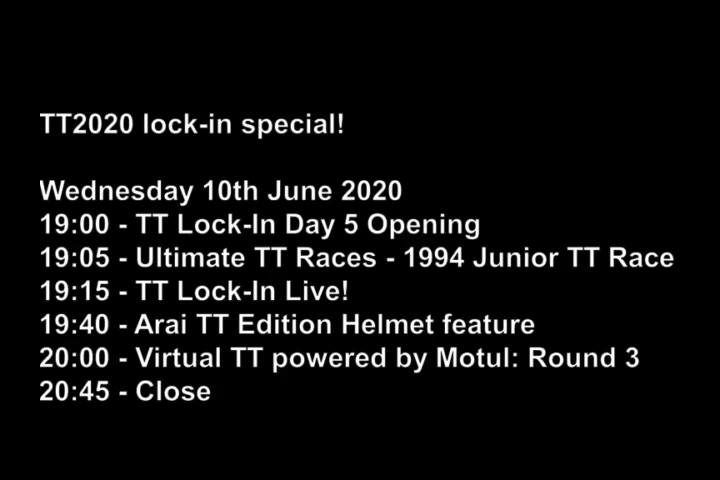 TT2020 lock-in special!
Wednesday 10th June 2020
19:00 - TT Lock-In Day 5 Opening
19:05 - Ultimate TT Races - 1994 Junior TT Race
19:15 - TT Lock-In Live!
19:40 - Arai TT Edition Helmet feature
20:00 - Virtual TT powered by Motul: Round 3
20:45 - Close